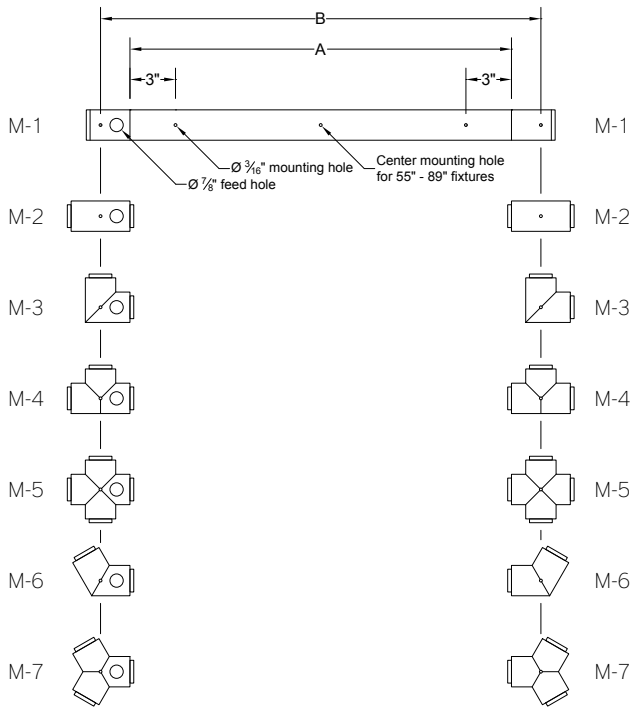 B
A
3" 3"
M-1 M-1
Ø 3⁄16" mounting hole
Ø 7⁄8" feed hole
Center mounting hole
for 55" - 89" fixtures
M-2 M-2
M-3 M-3
M-4 M-4
M-5 M-5
M-6 M-6
M-7 M-7